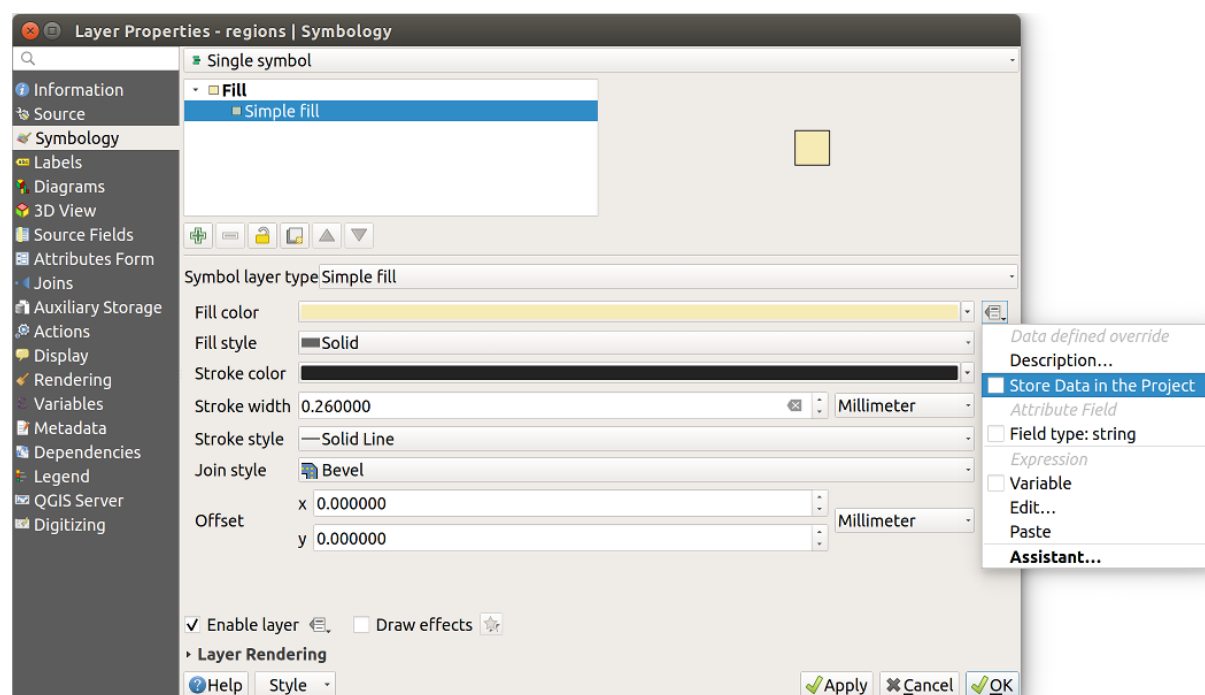 Layer Properties - regions | Symbology
Single symbol
Information
Source
Symbology
Labels
Diagrams
3D View
Source Fields
Attributes Form
Joins
Auxiliary Storage
Actions
Display
Rendering
Variables
Metadata
Dependencies
Legend
QGIS Server
Digitizing
Fill
Simple fill
Symbol layer type Simple fill
Fill color
Fill style Solid
Stroke color
Stroke width 0.260000 Millimeter
Stroke style Solid Line
Join style Bevel
Offset x 0.000000 Millimeter
y 0.000000
Enable layer Draw effects
Layer Rendering
Help Style Apply Cancel OK
Data defined override
Description...
Store Data in the Project
Attribute Field
Field type: string
Expression
Variable
Edit...
Paste
Assistant...